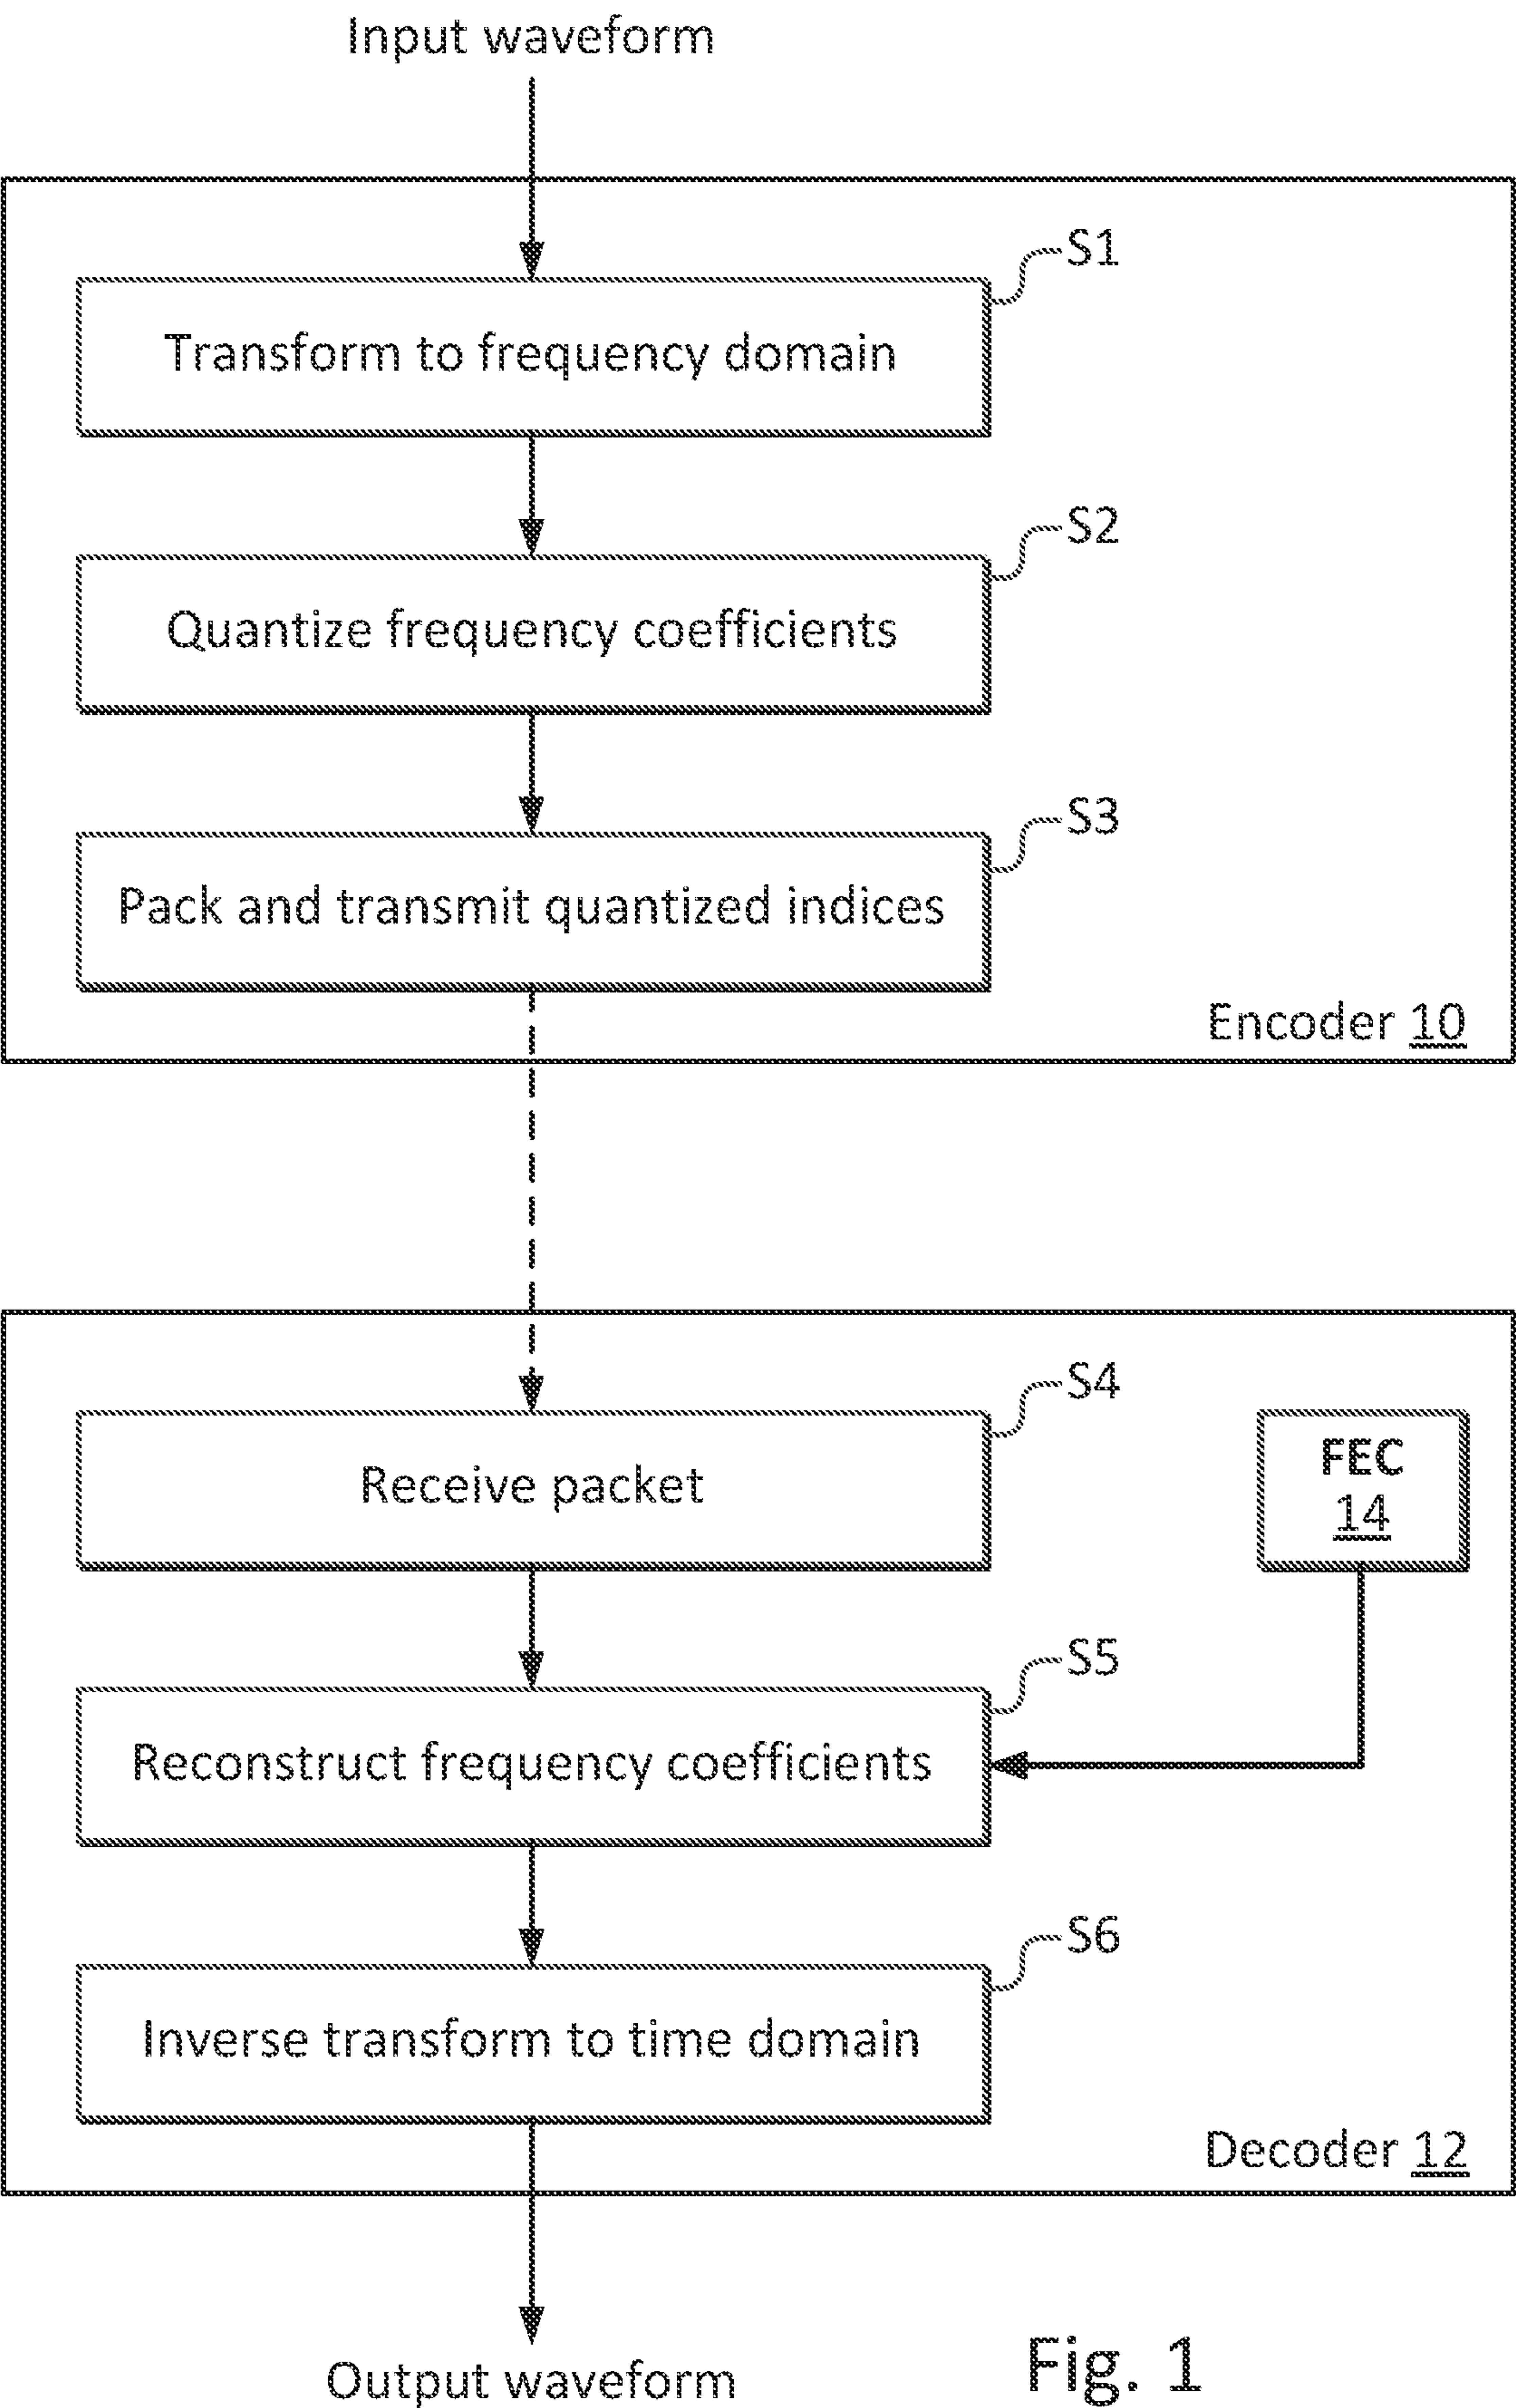 Input waveform
S1
Transform to frequency domain
S2
Quantize frequency coefficients
S3
Pack and transmit quantized indices
Encoder 10
S4
Receive packet
FEC
14
S5
Reconstruct frequency coefficients
S6
Inverse transform to time domain
Decoder 12
Output waveform
Fig. 1